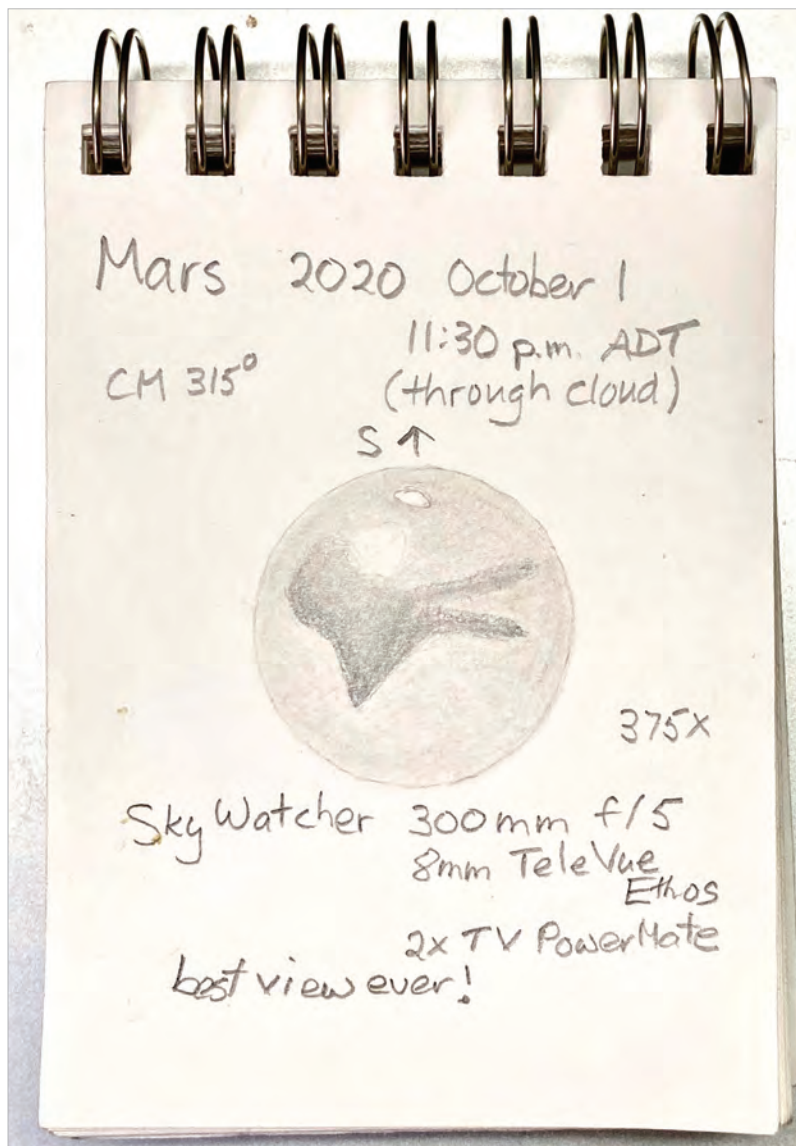 Mars 2020 October 1
11:30 p.m. ADT
CM 315° (through cloud)
S ↑
375x
SkyWatcher 300mm f/5
8mm TeleVue
Ethos
2x TV PowerMate
best view ever!